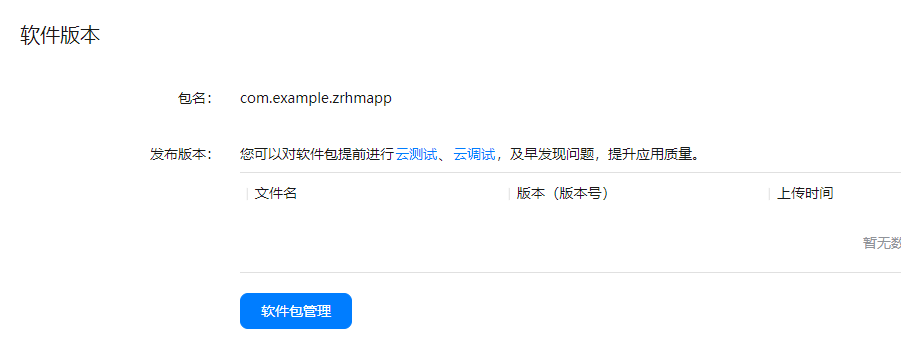 软件版本
包名： com.example.zrhmapp
发布版本： 您可以对软件包提前进行云测试、云调试，及早发现问题，提升应用质量。
文件名 版本（版本号） 上传时间
暂无数
软件包管理